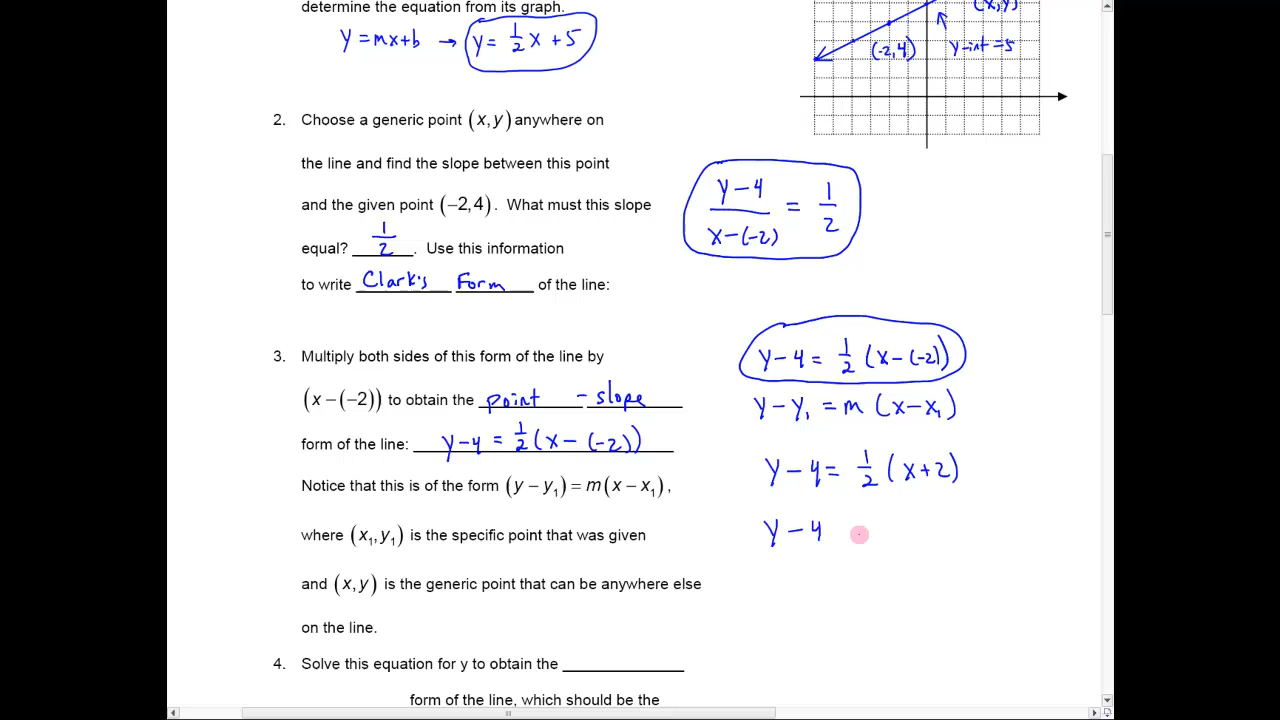 determine the equation from its graph.
y = mx+b → y = 1/2 x + 5
(x,y)
(-2,4)
y-int = 5
2. Choose a generic point (x,y) anywhere on
the line and find the slope between this point
and the given point (−2,4). What must this slope
equal? 1/2. Use this information
to write Clark's Form of the line:
y-4 / x-(-2) = 1/2
3. Multiply both sides of this form of the line by
(x−(−2)) to obtain the point - slope
form of the line: y-4 = 1/2 (x-(-2))
Notice that this is of the form (y−y₁)=m(x−x₁),
where (x₁,y₁) is the specific point that was given
and (x,y) is the generic point that can be anywhere else
on the line.
y-4 = 1/2 (x-(-2))
y-y₁ = m (x-x₁)
y-4 = 1/2 (x+2)
y-4
4. Solve this equation for y to obtain the ____________
form of the line, which should be the